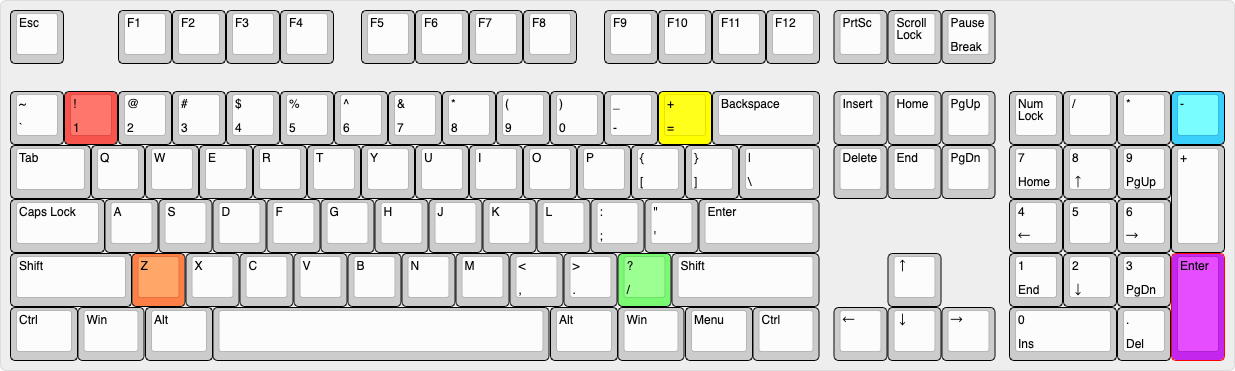 Esc F1 F2 F3 F4 F5 F6 F7 F8 F9 F10 F11 F12 PrtSc Scroll Lock Pause Break
~ ` ! 1 @ 2 # 3 $ 4 % 5 ^ 6 & 7 * 8 ( 9 ) 0 _ - + = Backspace Insert Home PgUp Num Lock / * -
Tab Q W E R T Y U I O P { [ } ] | \ Delete End PgDn 7 Home 8 ↑ 9 PgUp +
Caps Lock A S D F G H J K L : ; " ' Enter 4 ← 5 6 →
Shift Z X C V B N M < , > . ? / Shift ↑ 1 End 2 ↓ 3 PgDn Enter
Ctrl Win Alt Alt Win Menu Ctrl ← ↓ → 0 Ins . Del